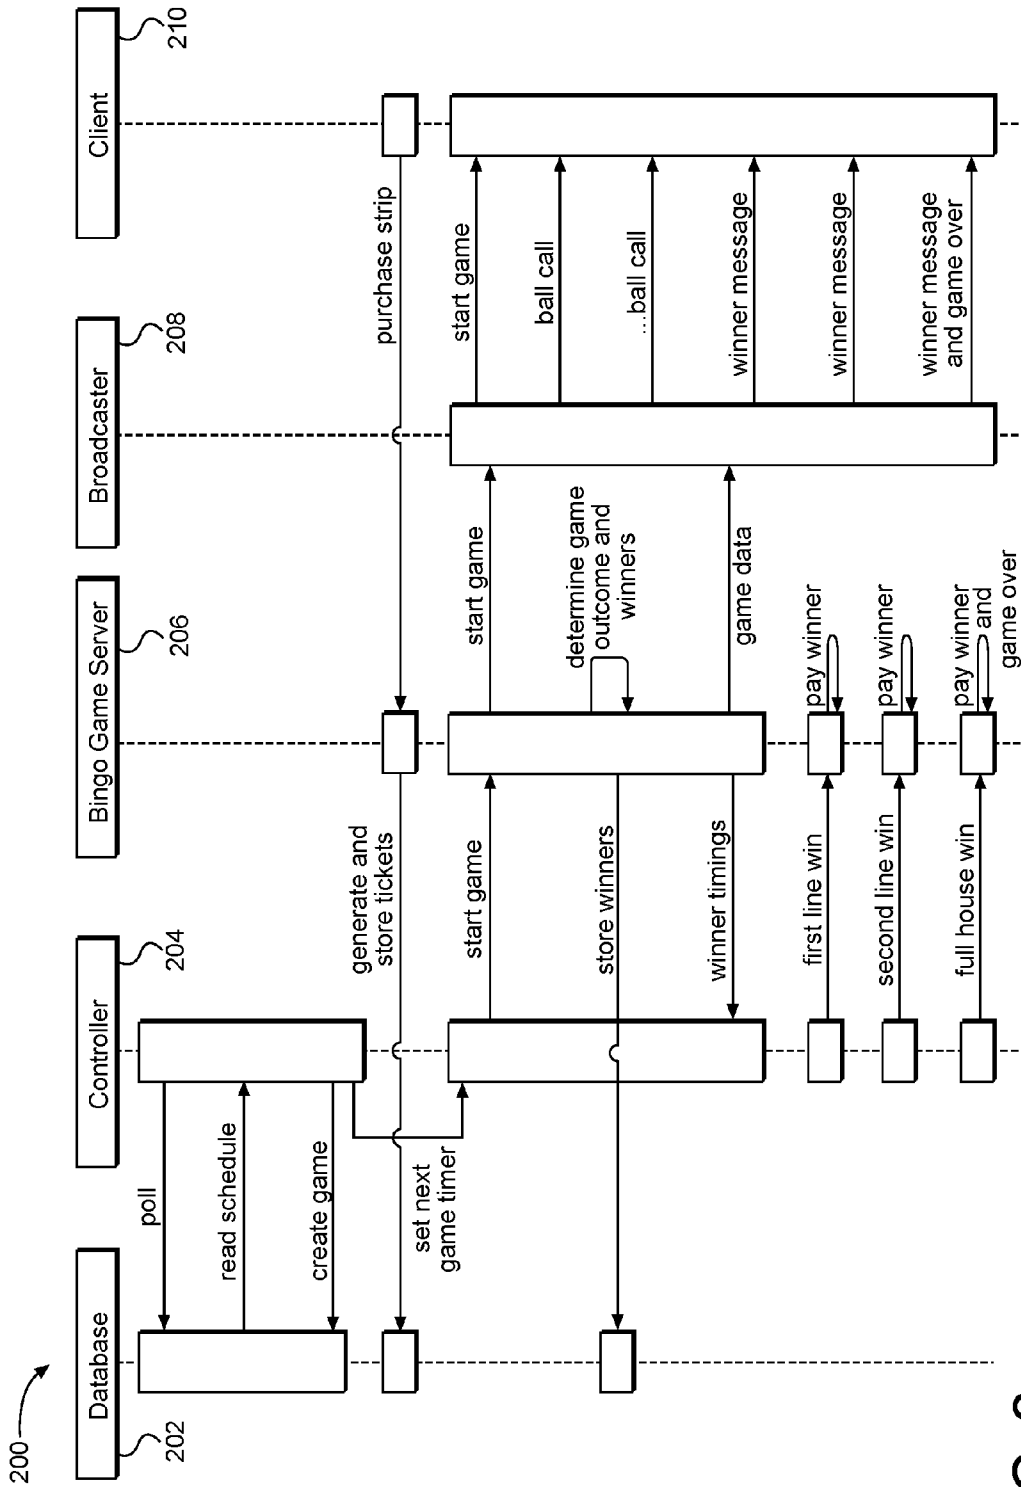 200
Database
202
Controller
204
Bingo Game Server
206
Broadcaster
208
Client
210
poll
read schedule
create game
set next
game timer
purchase strip
generate and
store tickets
start game
start game
start game
ball call
...ball call
determine game
outcome and
winners
store winners
game data
winner timings
winner message
first line win
pay winner
winner message
second line win
pay winner
winner message
and game over
full house win
pay winner
and
game over